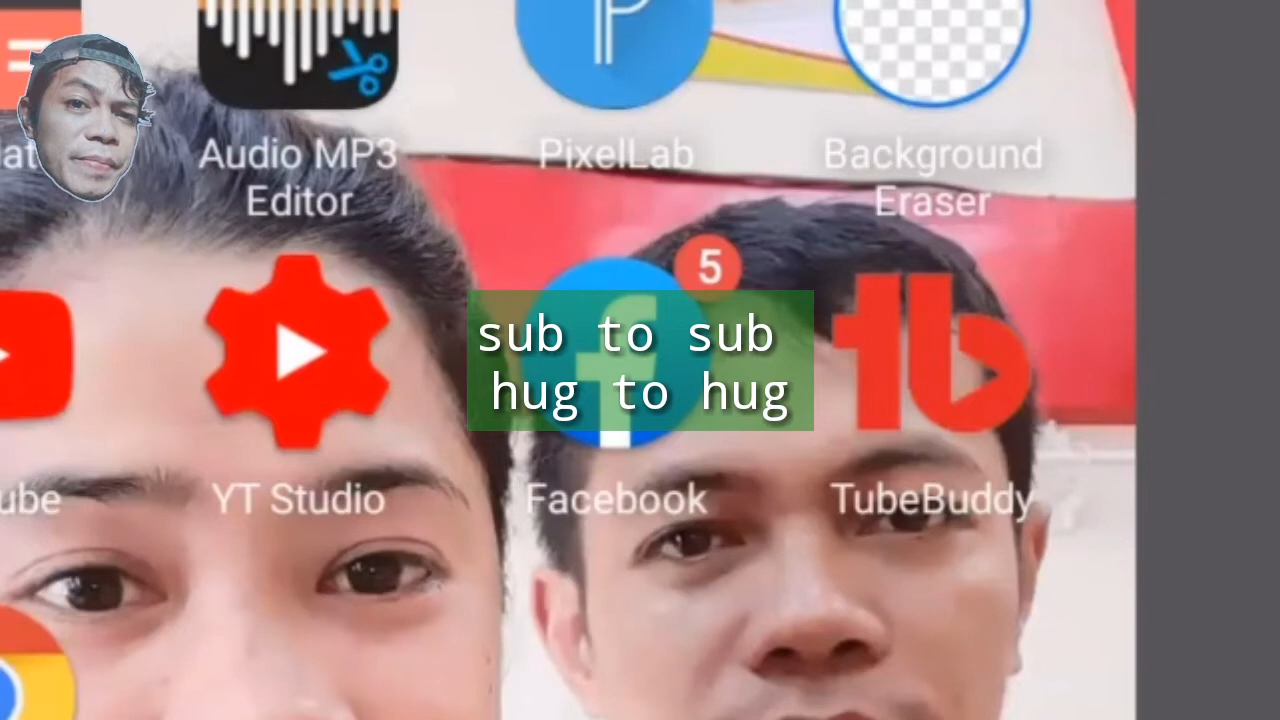 Audio MP3
Editor
PixelLab
Background
Eraser
5
sub to sub
hug to hug
YT Studio
Facebook
TubeBuddy